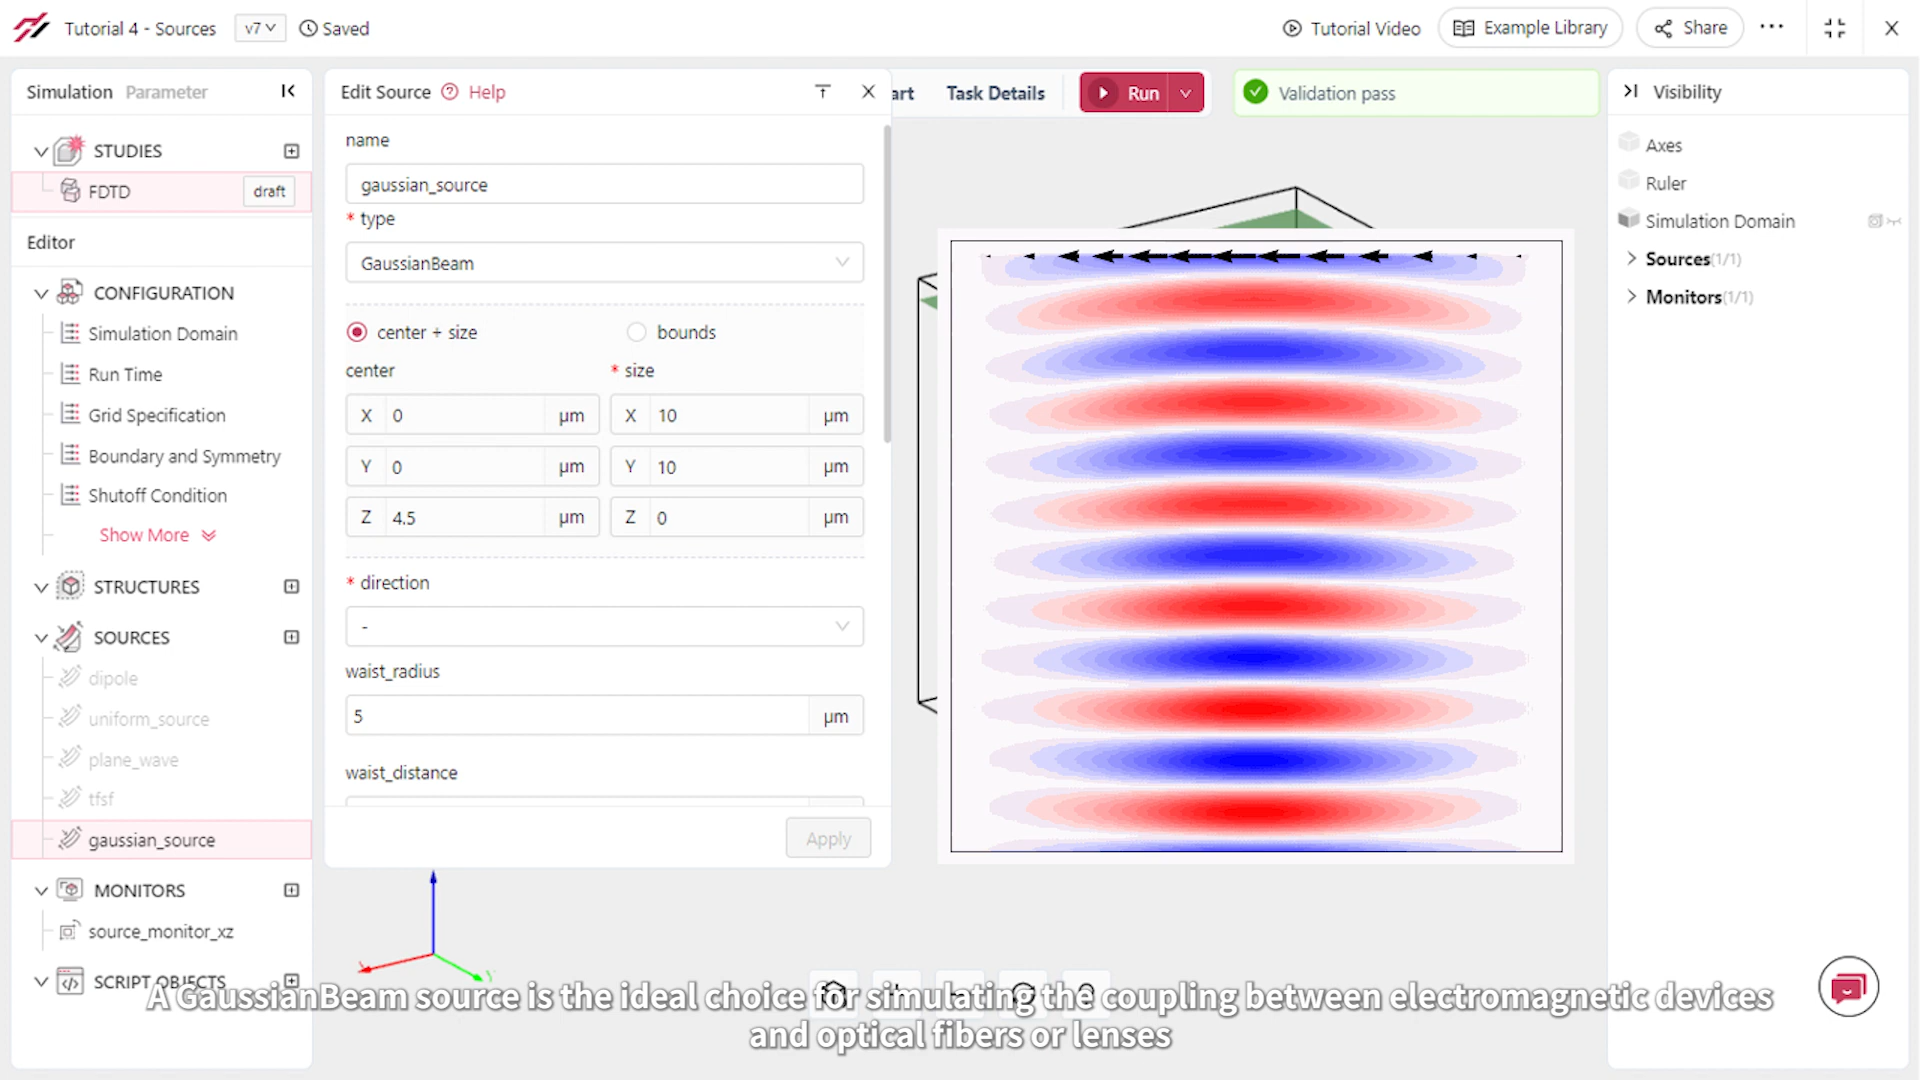 Tutorial 4 - Sources
v7
Saved
Tutorial Video
Example Library
Share
Simulation Parameter
STUDIES
FDTD
draft
Editor
CONFIGURATION
Simulation Domain
Run Time
Grid Specification
Boundary and Symmetry
Shutoff Condition
Show More
STRUCTURES
SOURCES
dipole
uniform_source
plane_wave
tfsf
gaussian_source
MONITORS
source_monitor_xz
SCRIPT OBJECTS
Edit Source
Help
name
gaussian_source
* type
GaussianBeam
center + size
bounds
center
* size
X 0 μm
X 10 μm
Y 0 μm
Y 10 μm
Z 4.5 μm
Z 0 μm
* direction
-
waist_radius
5 μm
waist_distance
Apply
art
Task Details
Run
Validation pass
Visibility
Axes
Ruler
Simulation Domain
Sources(1/1)
Monitors(1/1)
A GaussianBeam source is the ideal choice for simulating the coupling between electromagnetic devices
and optical fibers or lenses